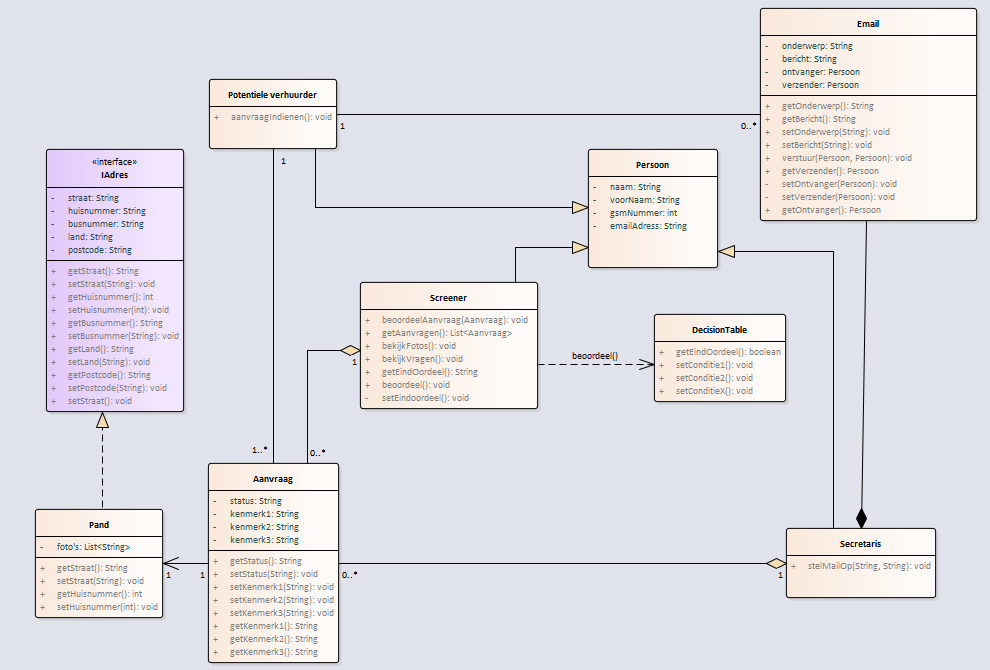 Email
- onderwerp: String
- bericht: String
- ontvanger: Persoon
- verzender: Persoon
+ getOnderwerp(): String
+ getBericht(): String
+ setOnderwerp(String): void
+ setBericht(String): void
+ verstuur(Persoon, Persoon): void
+ getVerzender(): Persoon
- setOntvanger(Persoon): void
- setVerzender(Persoon): void
+ getOntvanger(): Persoon
Potentiele verhuurder
+ aanvraagIndienen(): void
1
0..*
1
«interface»
IAdres
- straat: String
- huisnummer: String
- busnummer: String
- land: String
- postcode: String
+ getStraat(): String
+ setStraat(String): void
+ getHuisnummer(): int
+ setHuisnummer(int): void
+ getBusnummer(): String
+ setBusnummer(String): void
+ getLand(): String
+ setLand(String): void
+ getPostcode(): String
+ setPostcode(String): void
+ setStraat(): void
Persoon
- naam: String
- voorNaam: String
- gsmNummer: int
- emailAdress: String
Screener
+ beoordeelAanvraag(Aanvraag): void
+ getAanvragen(): List<Aanvraag>
+ bekijkFotos(): void
+ bekijkVragen(): void
+ getEindOordeel(): String
+ beoordeel(): void
- setEindoordeel(): void
1
beoordeel()
DecisionTable
+ getEindOordeel(): boolean
+ setConditie1(): void
+ setConditie2(): void
+ setConditieX(): void
1..*
0..*
Aanvraag
- status: String
- kenmerk1: String
- kenmerk2: String
- kenmerk3: String
+ getStatus(): String
+ setStatus(String): void
+ setKenmerk1(String): void
+ setKenmerk2(String): void
+ setKenmerk3(String): void
+ getKenmerk1(): String
+ getKenmerk2(): String
+ getKenmerk3(): String
Pand
- foto's: List<String>
+ getStraat(): String
+ setStraat(String): void
+ getHuisnummer(): int
+ setHuisnummer(int): void
1
1
0..*
1
Secretaris
+ stelMailOp(String, String): void